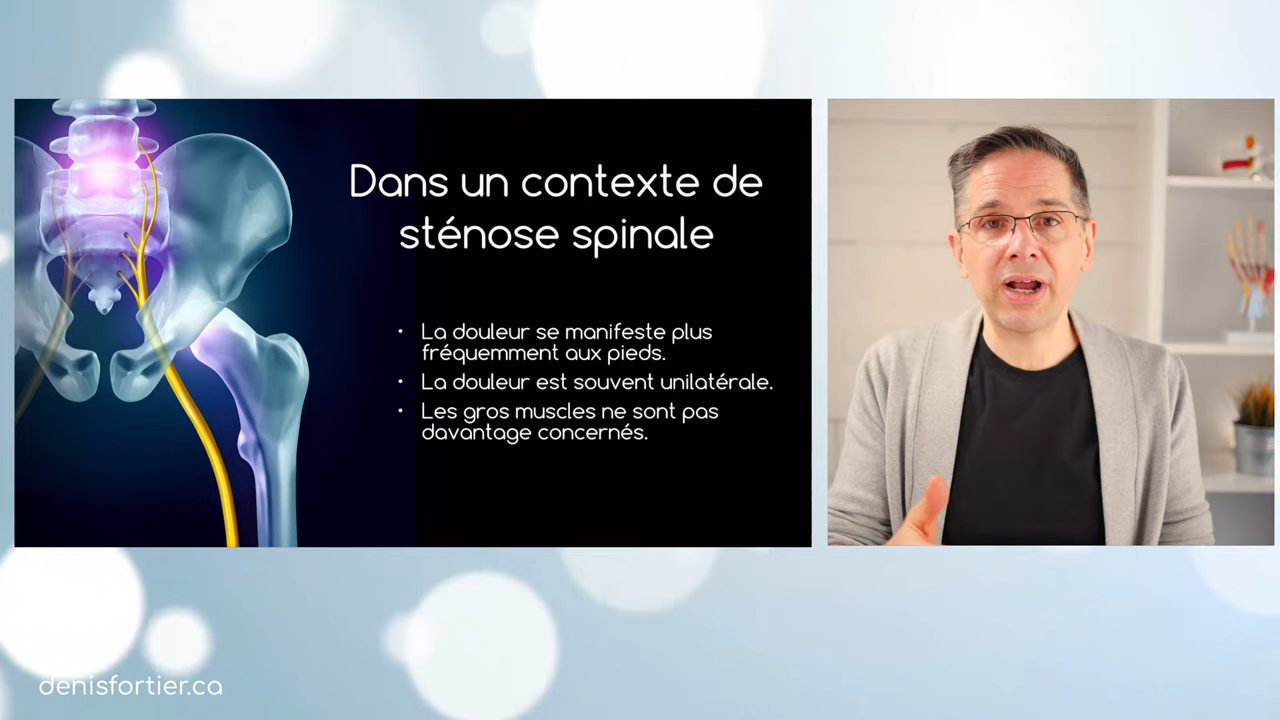 Dans un contexte de
sténose spinale
• La douleur se manifeste plus
fréquemment aux pieds.
• La douleur est souvent unilatérale.
• Les gros muscles ne sont pas
davantage concernés.
denisfortier.ca